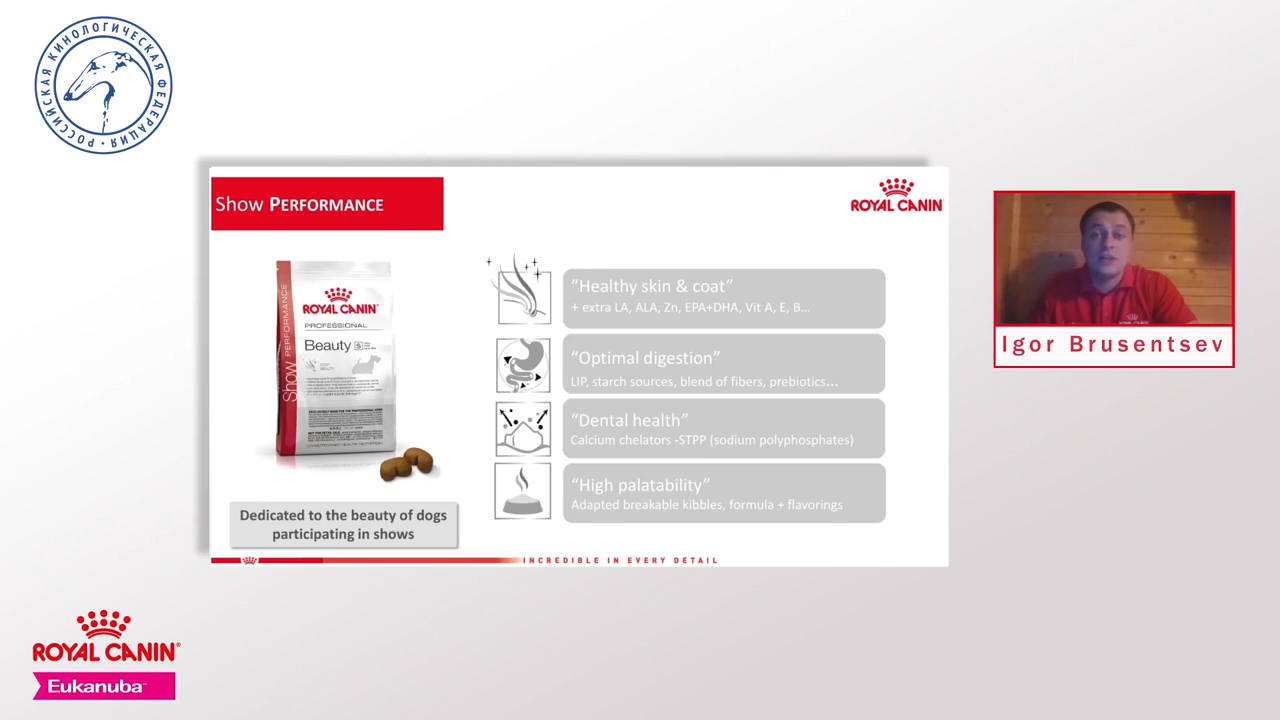 РОССИЙСКАЯ КИНОЛОГИЧЕСКАЯ ФЕДЕРАЦИЯ
Show PERFORMANCE
ROYAL CANIN
ROYAL CANIN
PROFESSIONAL
Beauty S
Show PERFORMANCE
Dedicated to the beauty of dogs
participating in shows
“Healthy skin & coat”
+ extra LA, ALA, Zn, EPA+DHA, Vit A, E, B...
“Optimal digestion”
LIP, starch sources, blend of fibers, prebiotics...
“Dental health”
Calcium chelators -STPP (sodium polyphosphates)
“High palatability”
Adapted breakable kibbles, formula + flavorings
INCREDIBLE IN EVERY DETAIL
Igor Brusentsev
ROYAL CANIN
Eukanuba